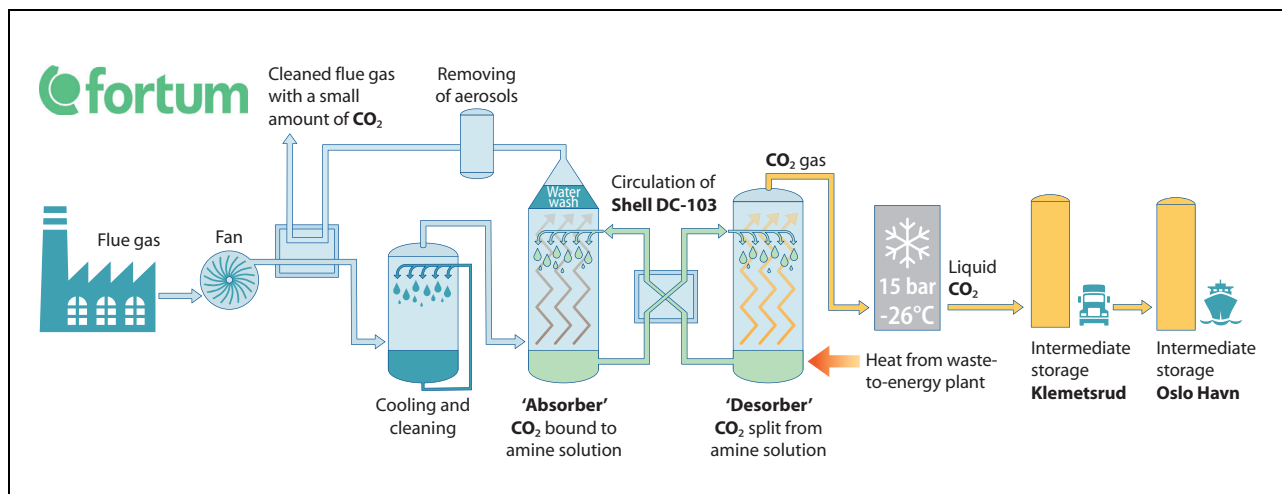 fortum
Cleaned flue gas
with a small
amount of CO₂
Removing
of aerosols
Flue gas
Fan
Water
wash
Circulation of
Shell DC-103
CO₂ gas
15 bar
-26°C
Liquid
CO₂
Heat from waste-
to-energy plant
Cooling and
cleaning
‘Absorber’
CO₂ bound to
amine solution
‘Desorber’
CO₂ split from
amine solution
Intermediate
storage
Klemetsrud
Intermediate
storage
Oslo Havn